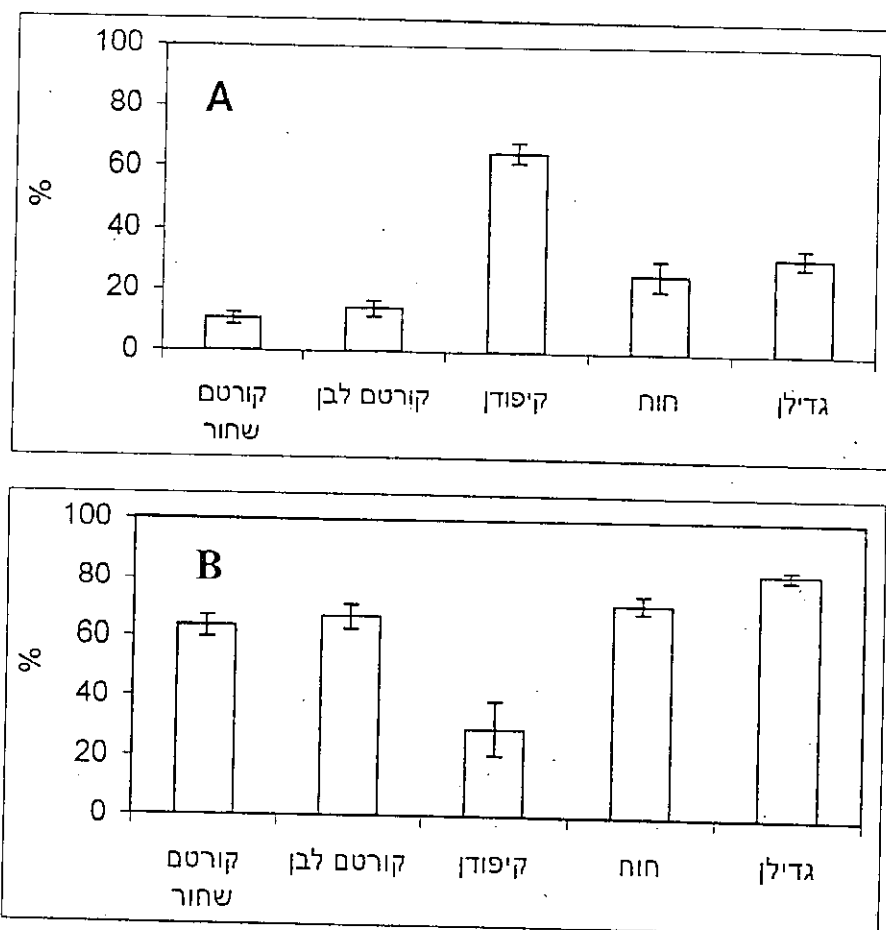 A
%
100
80
60
40
20
0
קורטם שחור
קורטם לבן
קיפודן
חוח
גדילן
B
%
100
80
60
40
20
0
קורטם שחור
קורטם לבן
קיפודן
חוח
גדילן